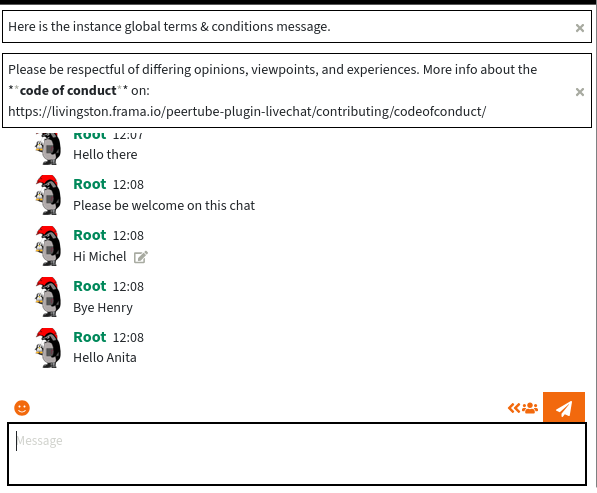 Here is the instance global terms & conditions message.
×
Please be respectful of differing opinions, viewpoints, and experiences. More info about the
**code of conduct** on:
×
https://livingston.frama.io/peertube-plugin-livechat/contributing/codeofconduct/
Root 12:07
Hello there
Root 12:08
Please be welcome on this chat
Root 12:08
Hi Michel
Root 12:08
Bye Henry
Root 12:08
Hello Anita
Message